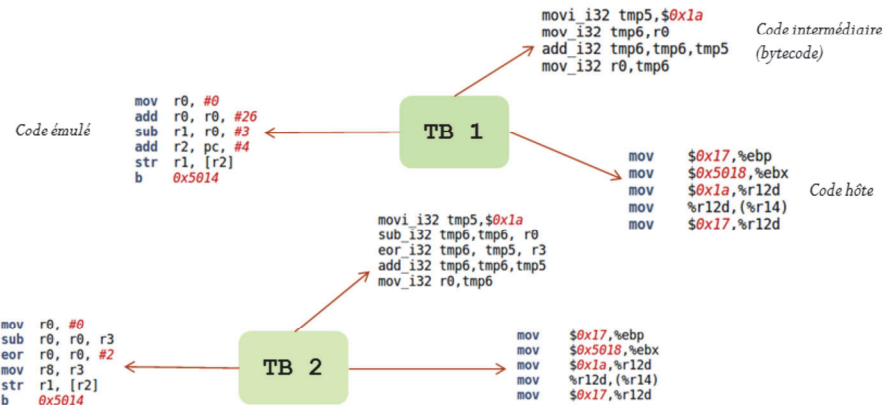 movi_i32 tmp5,$0x1a
mov_i32 tmp6,r0
add_i32 tmp6,tmp6,tmp5
mov_i32 r0,tmp6
Code intermédiaire
(bytecode)
Code émulé
mov r0, #0
add r0, r0, #26
sub r1, r0, #3
add r2, pc, #4
str r1, [r2]
b 0x5014
TB 1
mov $0x17,%ebp
mov $0x5018,%ebx
mov $0x1a,%r12d
mov %r12d,(%r14)
mov $0x17,%r12d
Code hôte
movi_i32 tmp5,$0x1a
sub_i32 tmp6,tmp6, r0
eor_i32 tmp6, tmp5, r3
add_i32 tmp6,tmp6,tmp5
mov_i32 r0,tmp6
mov r0, #0
sub r0, r0, r3
eor r0, r0, #2
mov r8, r3
str r1, [r2]
b 0x5014
TB 2
mov $0x17,%ebp
mov $0x5018,%ebx
mov $0x1a,%r12d
mov %r12d,(%r14)
mov $0x17,%r12d